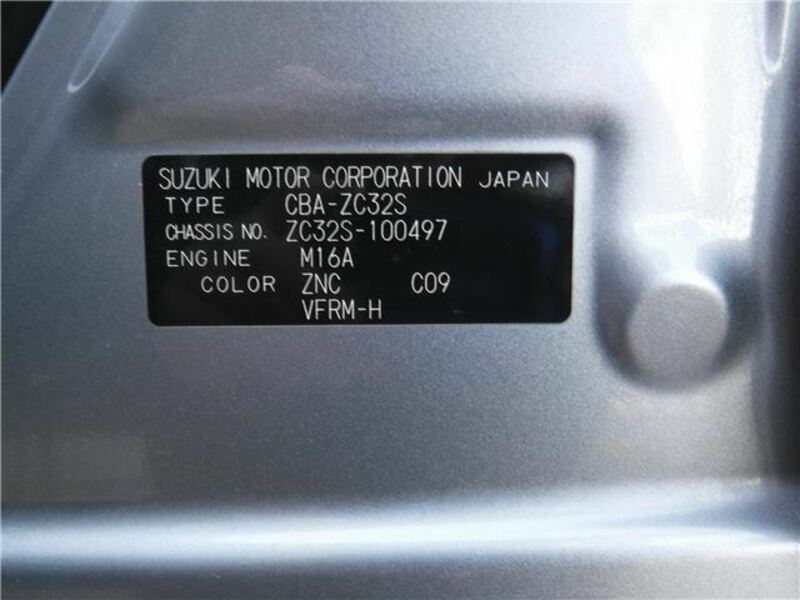 SUZUKI MOTOR CORPORATION JAPAN
TYPE CBA-ZC32S
CHASSIS NO. ZC32S-100497
ENGINE M16A
COLOR ZNC C09
VFRM-H